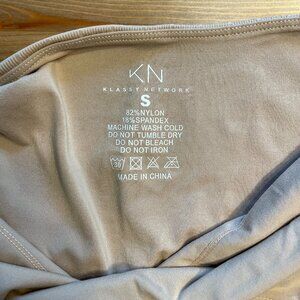 KN
KLASSY NETWORK
S
82%NYLON
18%SPANDEX
MACHINE WASH COLD
DO NOT TUMBLE DRY
DO NOT BLEACH
DO NOT IRON
30
MADE IN CHINA